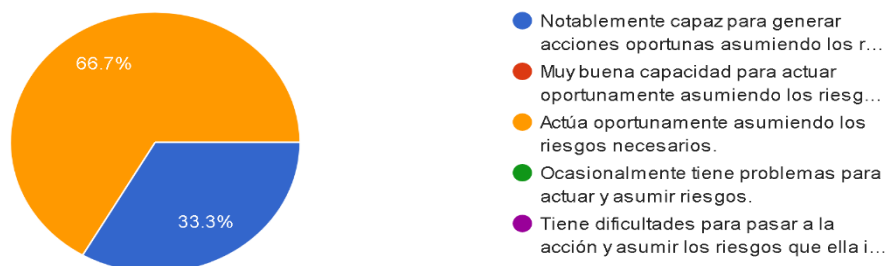 66.7%
33.3%
Notablemente capaz para generar
acciones oportunas asumiendo los r...
Muy buena capacidad para actuar
oportunamente asumiendo los riesg...
Actúa oportunamente asumiendo los
riesgos necesarios.
Ocasionalmente tiene problemas para
actuar y asumir riesgos.
Tiene dificultades para pasar a la
acción y asumir los riesgos que ella i...